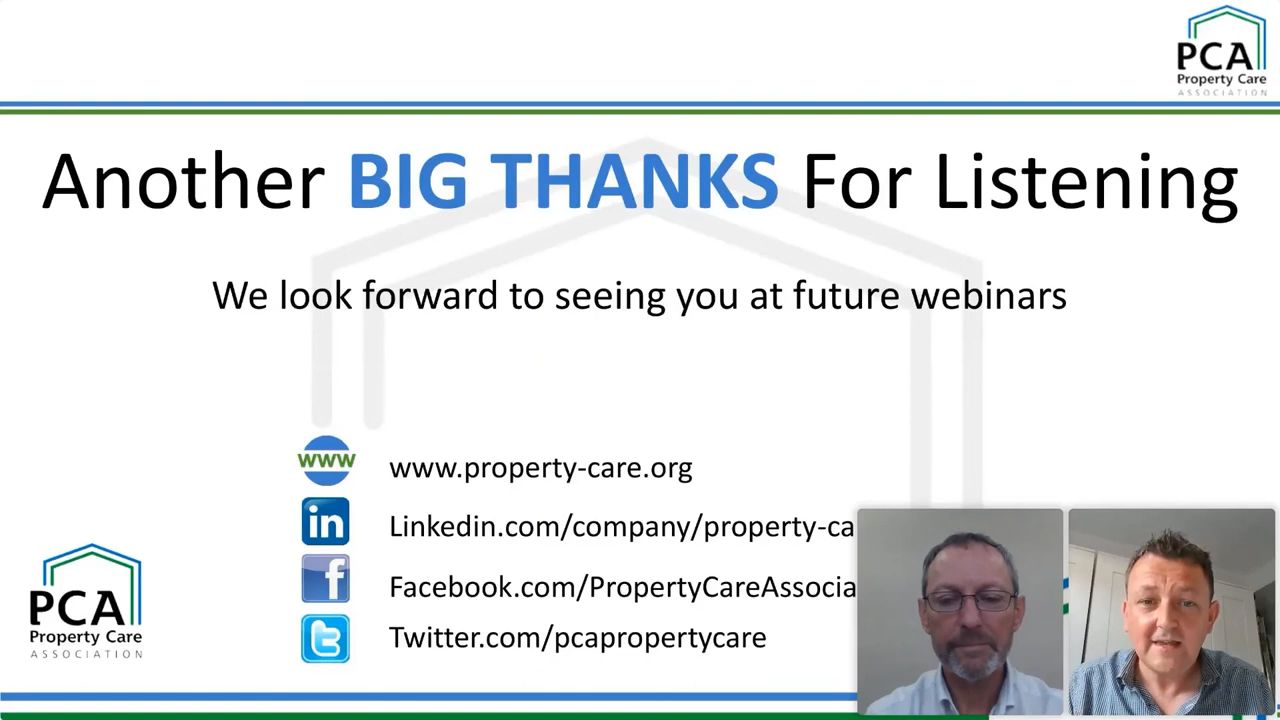 PCA
Property Care
ASSOCIATION
Another BIG THANKS For Listening
We look forward to seeing you at future webinars
www www.property-care.org
in Linkedin.com/company/property-ca
f Facebook.com/PropertyCareAssocia
t Twitter.com/pcapropertycare
PCA
Property Care
ASSOCIATION